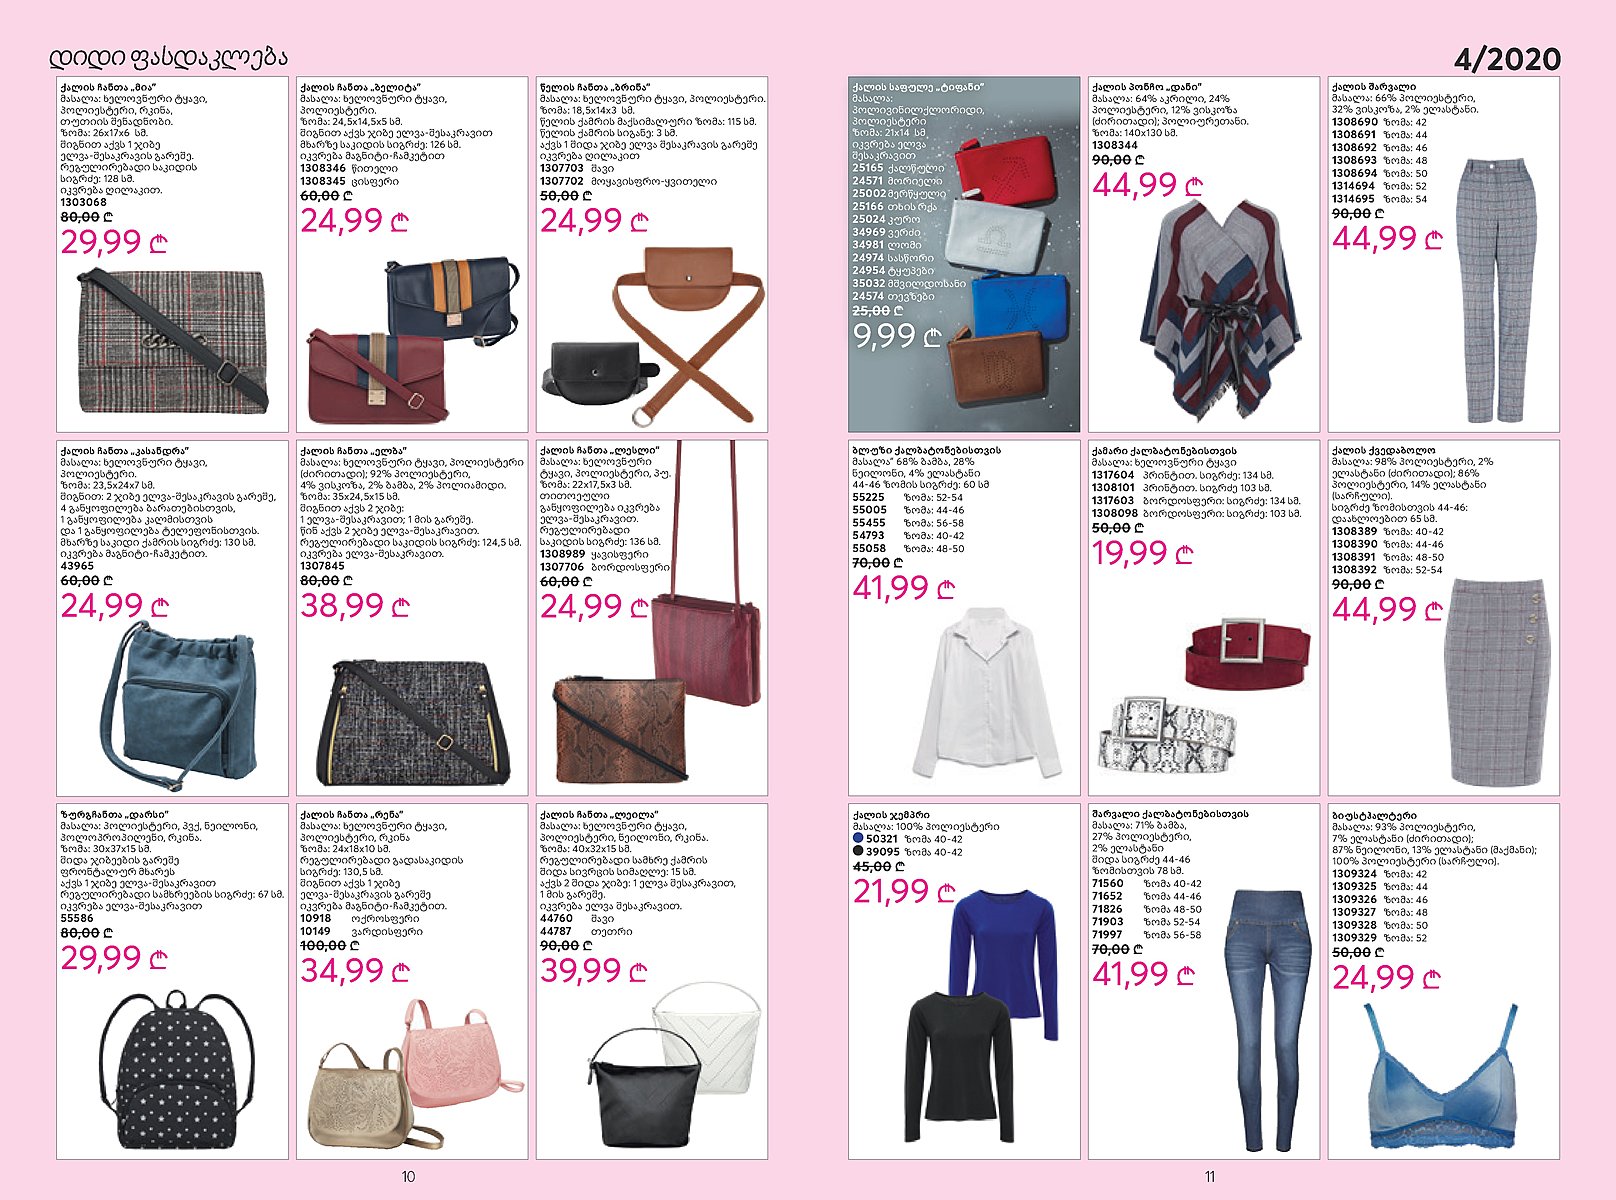 დიდი ფასდაკლება
4/2020
ქალის ჩანთა „მია“
მასალა: ხელოვნური ტყავი,
პოლიესტერი, რკინა,
თუთიის შენადნობი.
ზომა: 26x17x6 სმ.
შიგნით აქვს 1 ჯიბე
ელვა-შესაკრავის გარეშე.
რეგულირებადი საკიდის
სიგრძე: 128 სმ.
იკვრება ღილაკით.
1303068
80,00 ₾
29,99 ₾
ქალის ჩანთა „ბელიტა“
მასალა: ხელოვნური ტყავი,
პოლიესტერი.
ზომა: 24,5x14,5x5 სმ.
შიგნით აქვს ჯიბე ელვა-შესაკრავით
მხარზე საკიდის სიგრძე: 126 სმ.
იკვრება მაგნიტი-ჩამკეტით
1308346 წითელი
1308345 ცისფერი
60,00 ₾
24,99 ₾
წელის ჩანთა „ბრინა“
მასალა: ხელოვნური ტყავი, პოლიესტერი.
ზომა: 18,5x14x3 სმ.
წელის ქამრის მაქსიმალური ზომა: 115 სმ.
წელის ქამრის სიგანე: 3 სმ.
აქვს 1 შიდა ჯიბე ელვა შესაკრავის გარეშე
იკვრება ღილაკით
1307703 შავი
1307702 მოყავისფრო-ყვითელი
50,00 ₾
24,99 ₾
ქალის საფულე „ტიფანი“
მასალა:
პოლივინილქლორიდი,
პოლიესტერი
ზომა: 21x14 სმ
იკვრება ელვა
შესაკრავით
25165 ქალწული
24571 მორიელი
25002 მერწყული
25166 თხის რქა
25024 კურო
34969 ვერძი
34981 ლომი
24974 სასწორი
24954 ტყუპები
35032 მშვილდოსანი
24574 თევზები
25,00 ₾
9,99 ₾
ქალის პონჩო „დანი“
მასალა: 64% აკრილი, 24%
პოლიესტერი, 12% ვისკოზა
(ძირითადი); პოლიურეთანი.
ზომა: 140x130 სმ.
1308344
90,00 ₾
44,99 ₾
ქალის შარვალი
მასალა: 66% პოლიესტერი,
32% ვისკოზა, 2% ელასტანი.
1308690 ზომა: 42
1308691 ზომა: 44
1308692 ზომა: 46
1308693 ზომა: 48
1308694 ზომა: 50
1314694 ზომა: 52
1314695 ზომა: 54
90,00 ₾
44,99 ₾
ქალის ჩანთა „კასანდრა“
მასალა: ხელოვნური ტყავი,
პოლიესტერი.
ზომა: 23,5x24x7 სმ.
შიგნით: 2 ჯიბე ელვა-შესაკრავის გარეშე,
4 განყოფილება ბარათებისთვის,
1 განყოფილება კალმისთვის
და 1 განყოფილება ტელეფონისთვის.
მხარზე საკიდი ქამრის სიგრძე: 130 სმ.
იკვრება მაგნიტი-ჩამკეტით.
43965
60,00 ₾
24,99 ₾
ქალის ჩანთა „ელბა“
მასალა: ხელოვნური ტყავი, პოლიესტერი
(ძირითადი); 92% პოლიესტერი,
4% ვისკოზა, 2% ბამბა, 2% პოლიამიდი.
ზომა: 35x24,5x15 სმ.
შიგნით აქვს 2 ჯიბე:
1 ელვა-შესაკრავით; 1 მის გარეშე.
წინ აქვს 2 ჯიბე ელვა-შესაკრავით.
რეგულირებადი საკიდის სიგრძე: 124,5 სმ.
იკვრება ელვა-შესაკრავით.
1307845
80,00 ₾
38,99 ₾
ქალის ჩანთა „ლესლი“
მასალა: ხელოვნური
ტყავი, პოლიესტერი, პუ.
ზომა: 22x17,5x3 სმ.
თითოეული
განყოფილება იკვრება
ელვა-შესაკრავით.
რეგულირებადი
საკიდის სიგრძე: 136 სმ.
1308989 ყავისფერი
1307706 ბორდოსფერი
60,00 ₾
24,99 ₾
ბლუზი ქალბატონებისთვის
მასალა“ 68% ბამბა, 28%
ნეილონი, 4% ელასტანი
44-46 ზომის სიგრძე: 60 სმ
55225 ზომა: 52-54
55005 ზომა: 44-46
55455 ზომა: 56-58
54793 ზომა: 40-42
55058 ზომა: 48-50
70,00 ₾
41,99 ₾
ქამარი ქალბატონებისთვის
მასალა: ხელოვნური ტყავი
1317604 პრინტით. სიგრძე: 134 სმ.
1308101 პრინტით. სიგრძე 103 სმ.
1317603 ბორდოსფერი: სიგრძე: 134 სმ.
1308098 ბორდოსფერი: სიგრძე: 103 სმ.
50,00 ₾
19,99 ₾
ქალის ქვედაბოლო
მასალა: 98% პოლიესტერი, 2%
ელასტანი (ძირითადი); 86%
პოლიესტერი, 14% ელასტანი
(სარჩული).
სიგრძე ზომისთვის 44-46:
დაახლოებით 65 სმ.
1308389 ზომა: 40-42
1308390 ზომა: 44-46
1308391 ზომა: 48-50
1308392 ზომა: 52-54
90,00 ₾
44,99 ₾
ზურგჩანთა „დარსი“
მასალა: პოლიესტერი, პვქ, ნეილონი,
პოლოპროპილენი, რკინა.
ზომა: 30x37x15 სმ.
შიდა ჯიბეების გარეშე
ფრონტალურ მხარეს
აქვს 1 ჯიბე ელვა-შესაკრავით
რეგულირებადი სამხრეების სიგრძე: 67 სმ.
იკვრება ელვა-შესაკრავით
55586
80,00 ₾
29,99 ₾
ქალის ჩანთა „რენა“
მასალა: ხელოვნური ტყავი,
პოლიესტერი, რკინა
ზომა: 24x18x10 სმ.
რეგულირებადი გადასაკიდის
სიგრძე: 130,5 სმ.
შიგნით აქვს 1 ჯიბე
ელვა-შესაკრავის გარეშე
იკვრება მაგნიტი-ჩამკეტით.
10918 ოქროსფერი
10149 ვარდისფერი
100,00 ₾
34,99 ₾
ქალის ჩანთა „ლეილა“
მასალა: ხელოვნური ტყავი,
პოლიესტერი, ნეილონი, რკინა.
ზომა: 40x32x15 სმ.
რეგულირებადი სამხრე ქამრის
შიდა სივრცის სიმაღლე: 15 სმ.
აქვს 2 შიდა ჯიბე: 1 ელვა შესაკრავით,
1 მის გარეშე.
იკვრება ელვა შესაკრავით.
44760 შავი
44787 თეთრი
90,00 ₾
39,99 ₾
ქალის ჯემპრი
მასალა: 100% პოლიესტერი
50321 ზომა 40-42
39095 ზომა 40-42
45,00 ₾
21,99 ₾
შარვალი ქალბატონებისთვის
მასალა: 71% ბამბა,
27% პოლიესტერი,
2% ელასტანი
შიდა სიგრძე 44-46
ზომისთვის 78 სმ.
71560 ზომა 40-42
71652 ზომა 44-46
71826 ზომა 48-50
71903 ზომა 52-54
71997 ზომა 56-58
70,00 ₾
41,99 ₾
ბიუსტჰალტერი
მასალა: 93% პოლიესტერი,
7% ელასტანი (ძირითადი);
87% ნეილონი, 13% ელასტანი (მაქმანი);
100% პოლიესტერი (სარჩული).
1309324 ზომა: 42
1309325 ზომა: 44
1309326 ზომა: 46
1309327 ზომა: 48
1309328 ზომა: 50
1309329 ზომა: 52
50,00 ₾
24,99 ₾
10
11